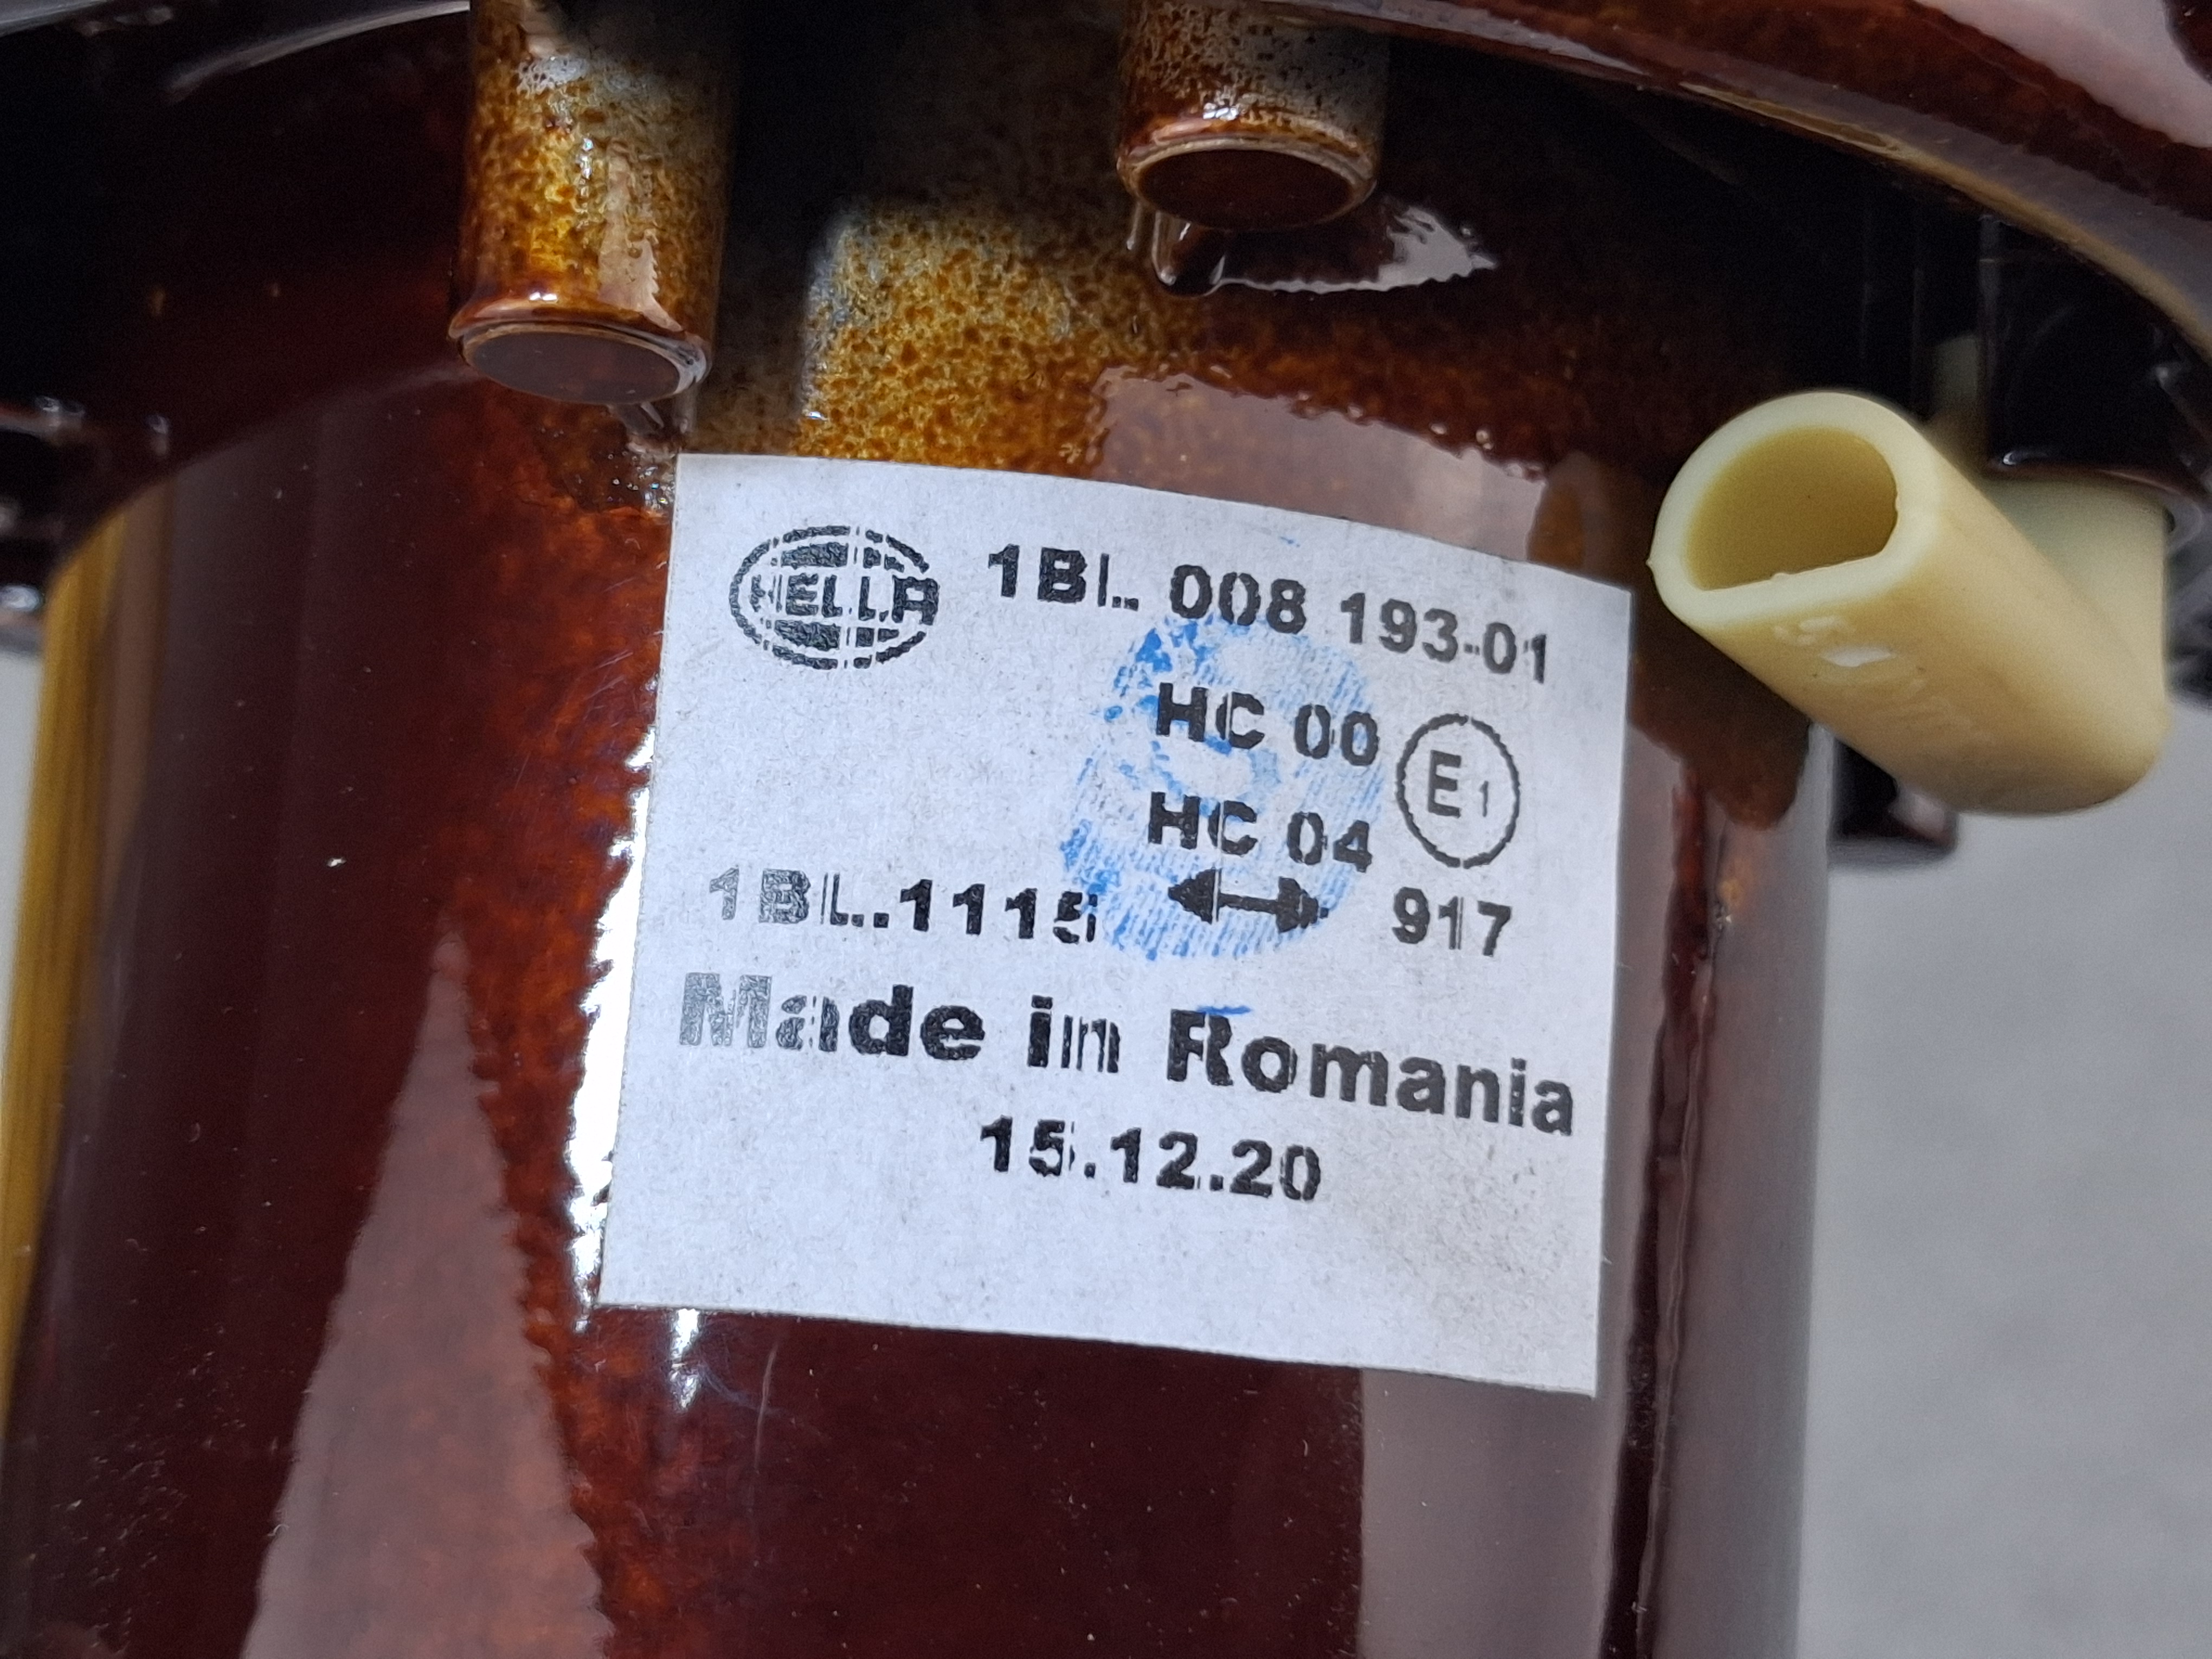 HELLA 1BL 008 193-01
HC 00 E1
HC 04
1BL.1115 ↔ 917
Made in Romania
15.12.20